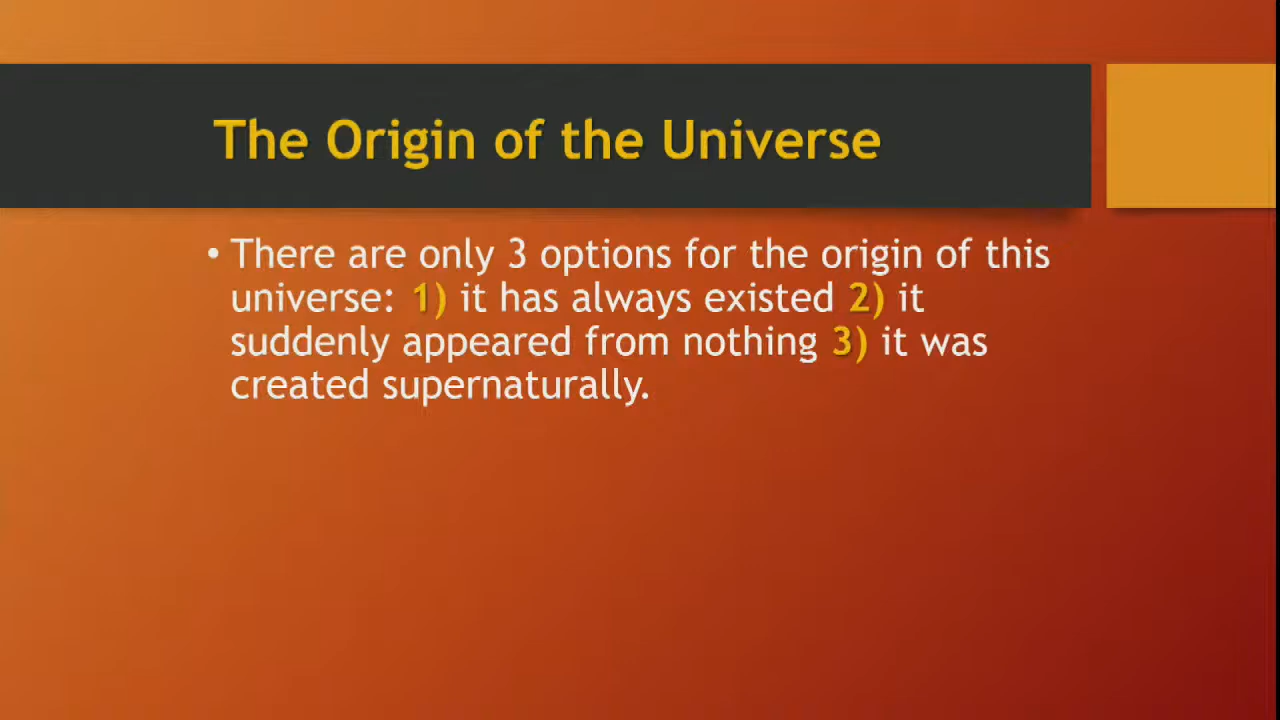 The Origin of the Universe
• There are only 3 options for the origin of this
universe: 1) it has always existed 2) it
suddenly appeared from nothing 3) it was
created supernaturally.